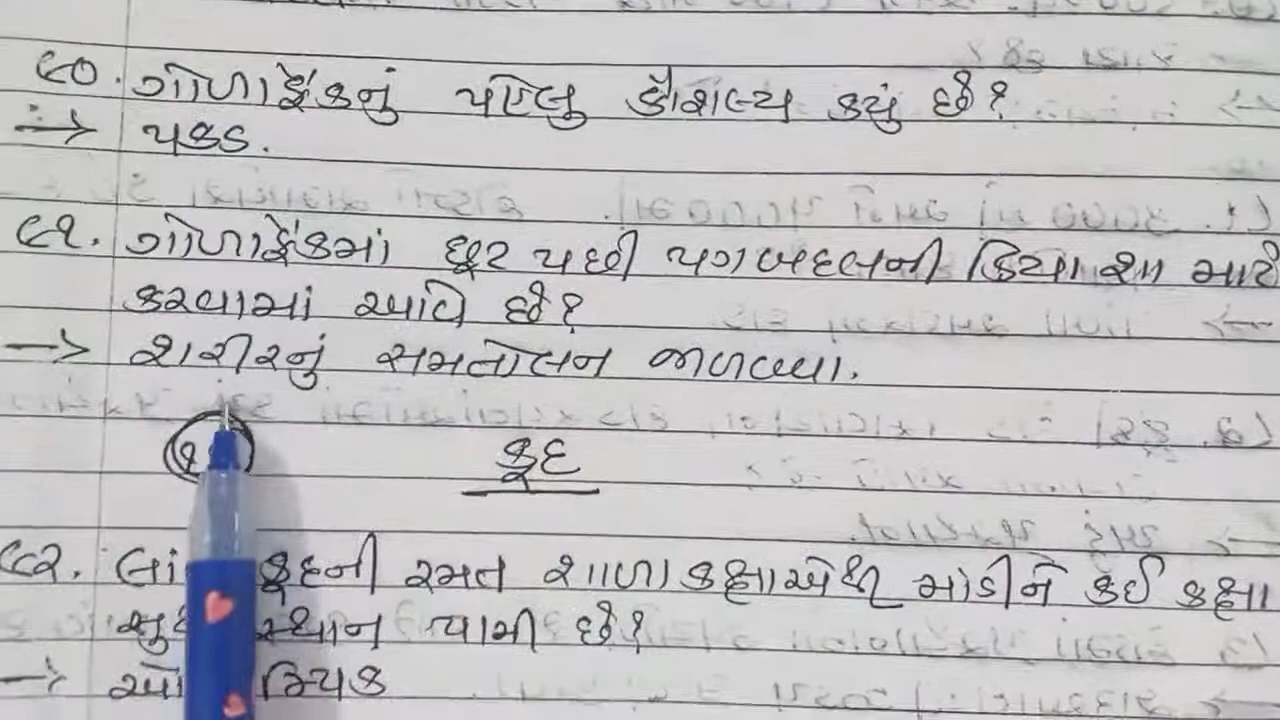 ૯૦. ગોળાફેંકનું પહેલુ કૌશલ્ય કયું છે?
→ પકડ.
૯૧. ગોળાફેંકમાં છૂટ પછી પગબદલની ક્રિયા શા માટે
કરવામાં આવે છે?
→ શરીરનું સમતોલન જાળવવા.
કૂદ
૯૨. કૂદની રમત શાળા કક્ષાએથી માંડીને કઈ કક્ષા
સ્થાન પામી છે?
→